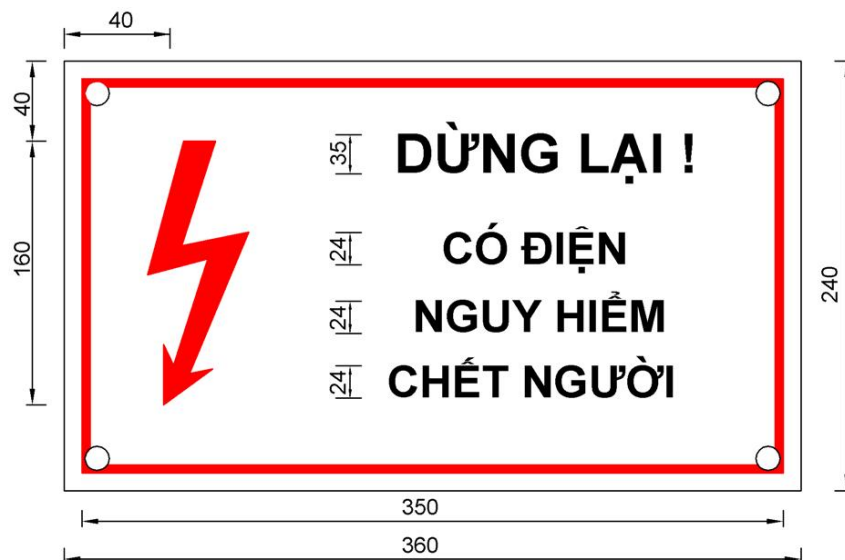 40
40
35
DỪNG LẠI !
160
24
CÓ ĐIỆN
240
24
NGUY HIỂM
24
CHẾT NGƯỜI
350
360